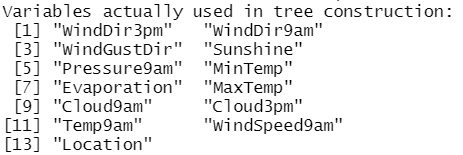 Variables actually used in tree construction:
[1] "WindDir3pm" "WindDir9am"
[3] "WindGustDir" "Sunshine"
[5] "Pressure9am" "MinTemp"
[7] "Evaporation" "MaxTemp"
[9] "Cloud9am" "Cloud3pm"
[11] "Temp9am" "WindSpeed9am"
[13] "Location"